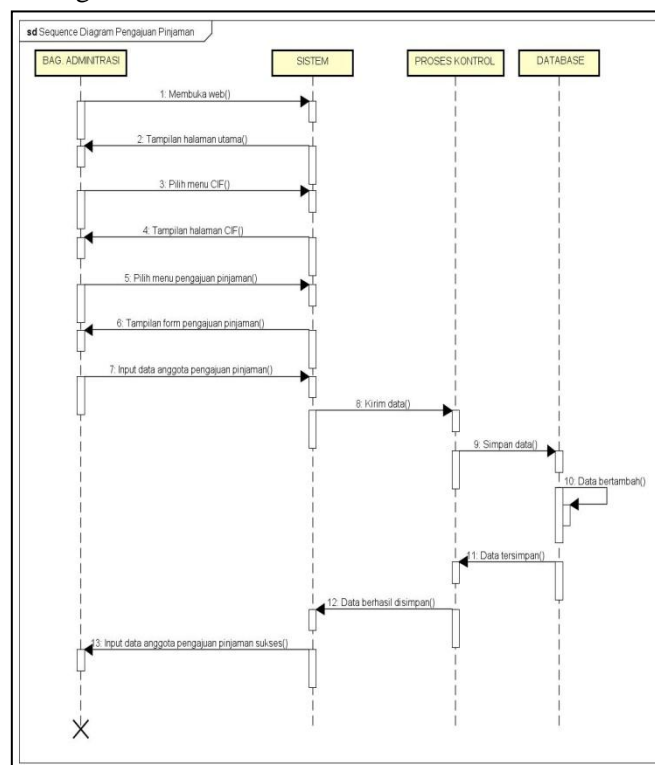 sd Sequence Diagram Pengajuan Pinjaman
BAG. ADMINITRASI
SISTEM
PROSES KONTROL
DATABASE
1: Membuka web()
2: Tampilan halaman utama()
3: Pilih menu CIF()
4: Tampilan halaman CIF()
5: Pilih menu pengajuan pinjaman()
6: Tampilan form pengajuan pinjaman()
7: Input data anggota pengajuan pinjaman()
8: Kirim data()
9: Simpan data()
10: Data bertambah()
11: Data tersimpan()
12: Data berhasil disimpan()
13: Input data anggota pengajuan pinjaman sukses()